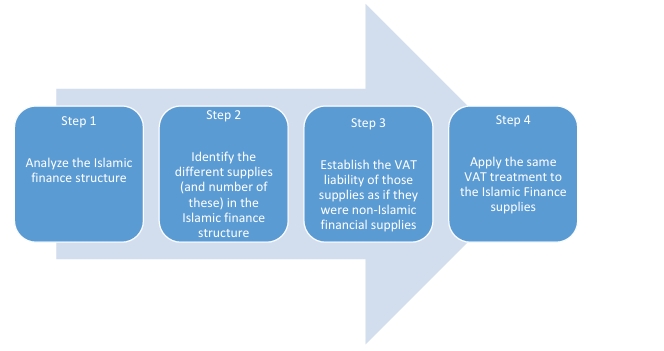 Step 1
Analyze the Islamic
finance structure
Step 2
Identify the
different supplies
(and number of
these) in the
Islamic finance
structure
Step 3
Establish the VAT
liability of those
supplies as if they
were non-Islamic
financial supplies
Step 4
Apply the same
VAT treatment to
the Islamic Finance
supplies